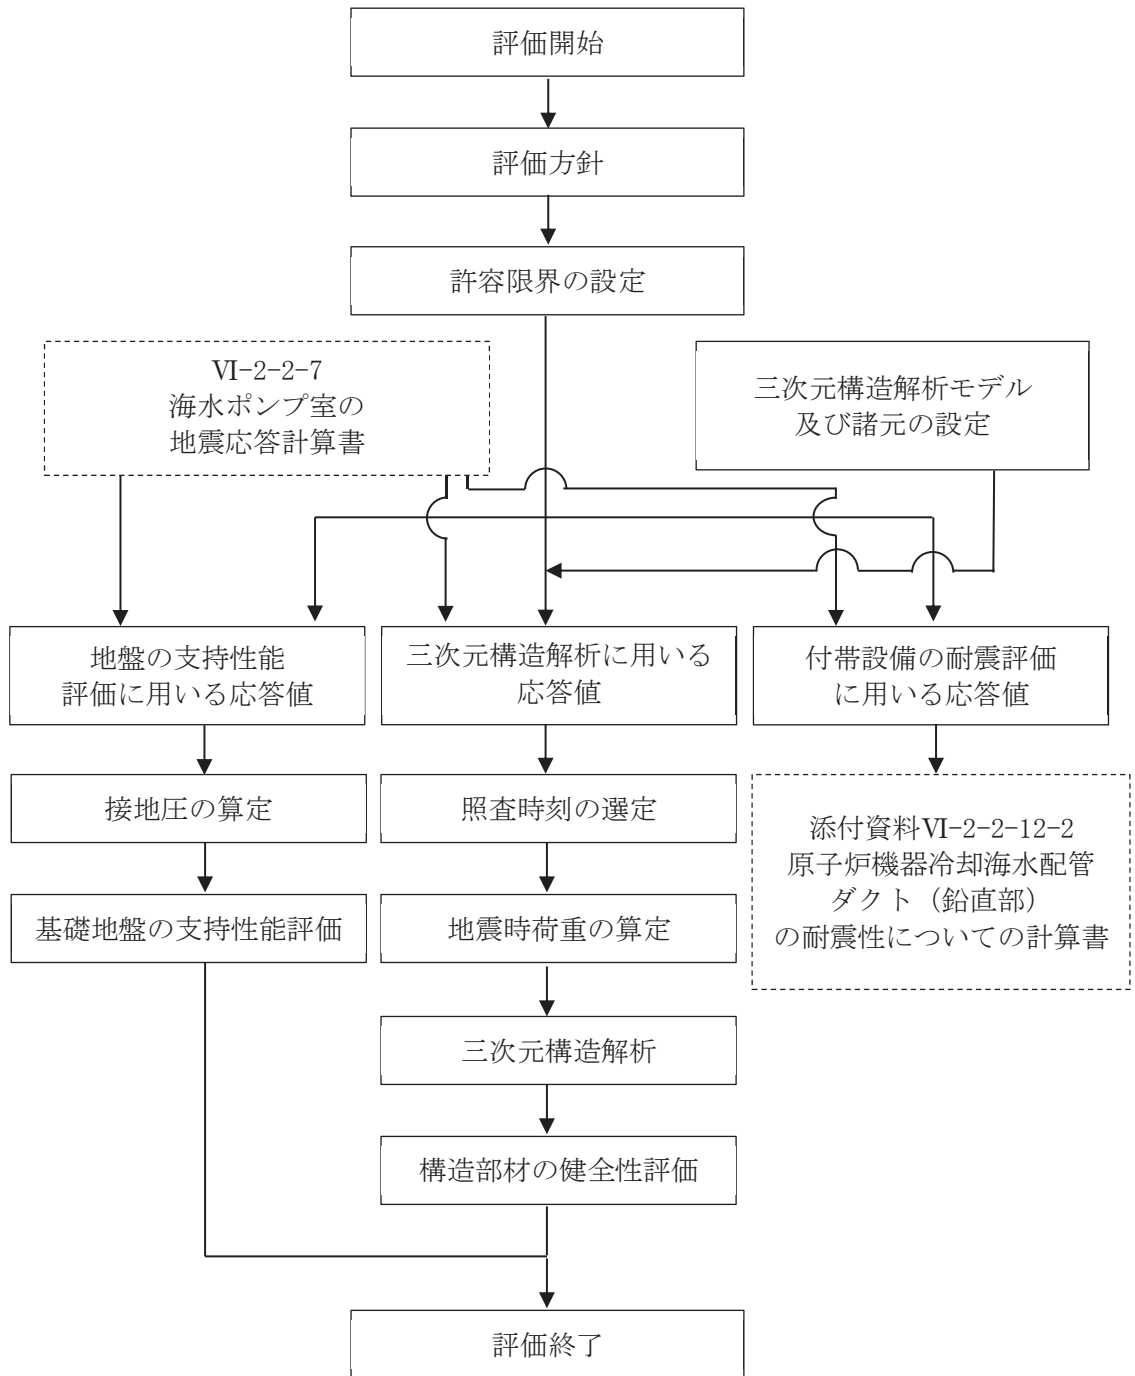 評価開始
評価方針
許容限界の設定
Ⅵ-2-2-7
海水ポンプ室の
地震応答計算書
三次元構造解析モデル
及び諸元の設定
地盤の支持性能
評価に用いる応答値
三次元構造解析に用いる
応答値
付帯設備の耐震評価
に用いる応答値
接地圧の算定
照査時刻の選定
添付資料Ⅵ-2-2-12-2
原子炉機器冷却海水配管
ダクト（鉛直部）
の耐震性についての計算書
基礎地盤の支持性能評価
地震時荷重の算定
三次元構造解析
構造部材の健全性評価
評価終了